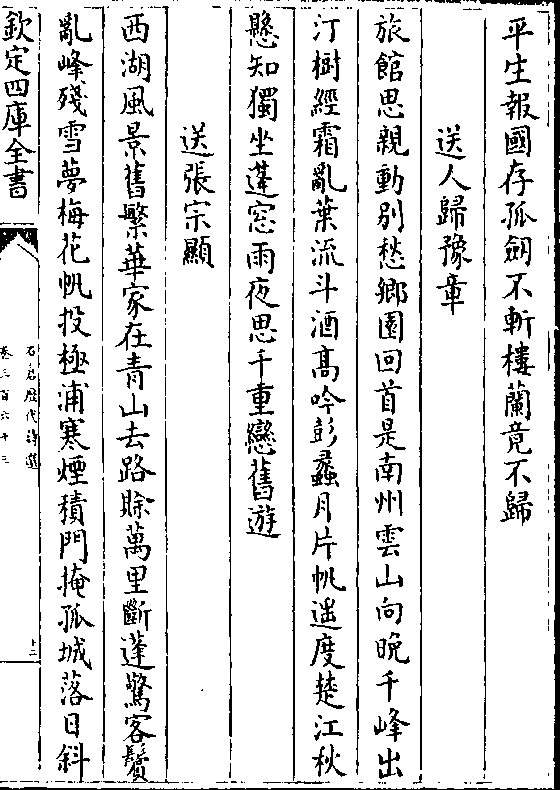 平生報國存孤劒不斬樓蘭竟不歸
送人歸豫章
旅館思親動别愁鄉園回首是南州雲山向晚千峰出
汀樹經霜亂葉流斗酒髙吟彭蠡月片帆遥度楚江秋
懸知獨坐蓬窓雨夜思千重戀舊遊
送張宗顯
西湖風景舊繁華家在青山去路賖萬里斷蓬驚客鬢
亂峰殘雪夢梅花帆投極浦寒煙積門掩孤城落日斜
欽定四庫全書
石倉歷代詩選
卷三百六十三
十二